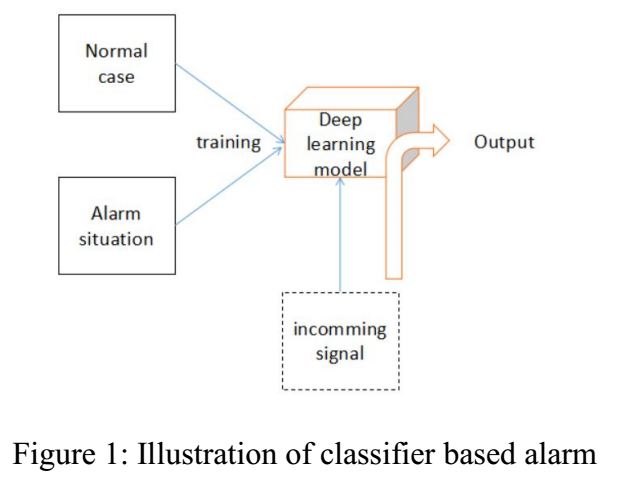 Normal
case
Deep
learning
model
training
Output
Alarm
situation
incomming
signal
Figure 1: Illustration of classifier based alarm